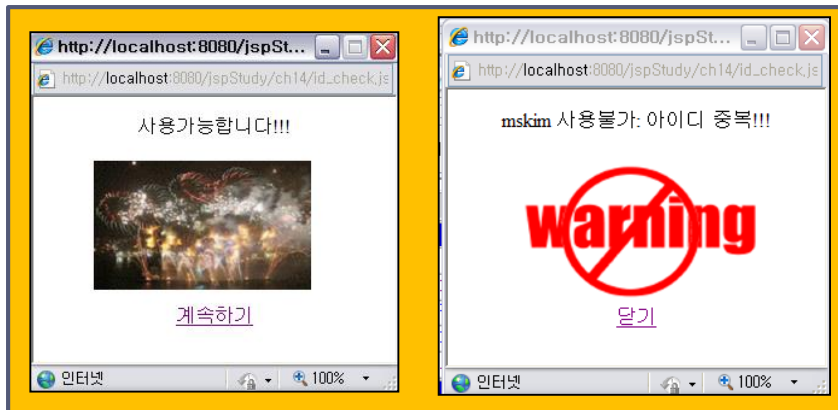 http://localhost:8080/jspSt...
http://localhost:8080/jspStudy/ch14/id_check.js
사용가능합니다!!!
계속하기
인터넷
100%
http://localhost:8080/jspSt...
http://localhost:8080/jspStudy/ch14/id_check.js
mskim 사용불가: 아이디 중복!!!
warning
닫기
인터넷
100%